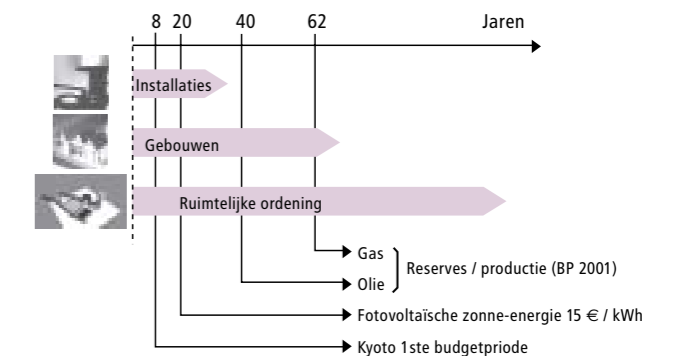 8 20 40 62 Jaren
Installaties
Gebouwen
Ruimtelijke ordening
Gas
Reserves / productie (BP 2001)
Olie
Fotovoltaïsche zonne-energie 15 € / kWh
Kyoto 1ste budgetpriode